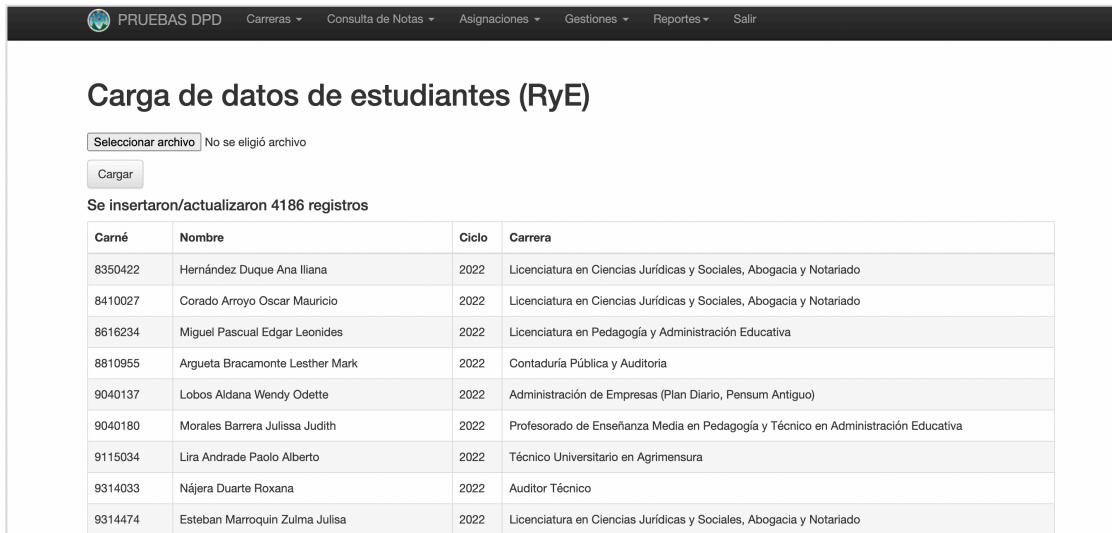 PRUEBAS DPD Carreras Consulta de Notas Asignaciones Gestiones Reportes Salir
Carga de datos de estudiantes (RyE)
Seleccionar archivo No se eligió archivo
Cargar
Se insertaron/actualizaron 4186 registros
Carné Nombre Ciclo Carrera
8350422 Hernández Duque Ana Iliana 2022 Licenciatura en Ciencias Jurídicas y Sociales, Abogacia y Notariado
8410027 Corado Arroyo Oscar Mauricio 2022 Licenciatura en Ciencias Jurídicas y Sociales, Abogacia y Notariado
8616234 Miguel Pascual Edgar Leonides 2022 Licenciatura en Pedagogía y Administración Educativa
8810955 Argueta Bracamonte Lesther Mark 2022 Contaduría Pública y Auditoria
9040137 Lobos Aldana Wendy Odette 2022 Administración de Empresas (Plan Diario, Pensum Antiguo)
9040180 Morales Barrera Julissa Judith 2022 Profesorado de Enseñanza Media en Pedagogía y Técnico en Administración Educativa
9115034 Lira Andrade Paolo Alberto 2022 Técnico Universitario en Agrimensura
9314033 Nájera Duarte Roxana 2022 Auditor Técnico
9314474 Esteban Marroquin Zulma Julisa 2022 Licenciatura en Ciencias Jurídicas y Sociales, Abogacia y Notariado